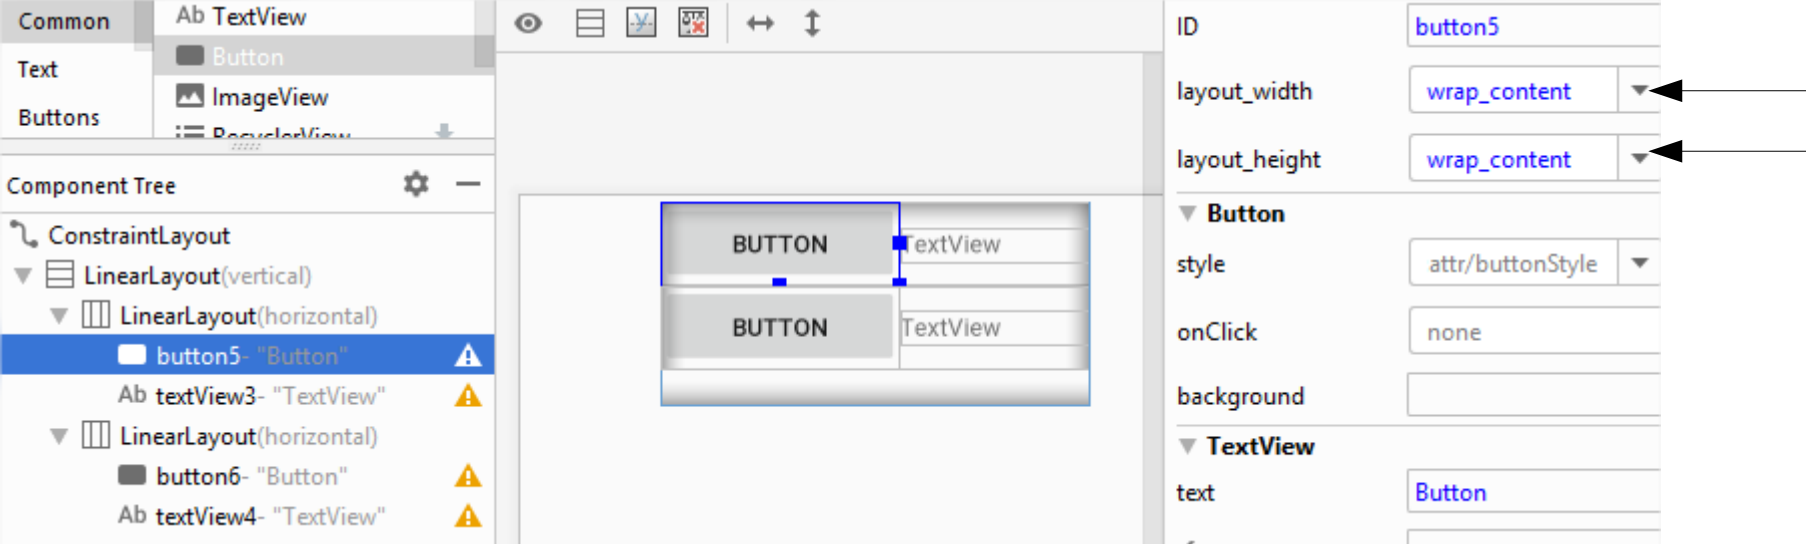 Common
Text
Buttons
Ab TextView
Button
ImageView
RecyclerView
Component Tree
ConstraintLayout
LinearLayout(vertical)
LinearLayout(horizontal)
button5- "Button"
Ab textView3- "TextView"
LinearLayout(horizontal)
button6- "Button"
Ab textView4- "TextView"
BUTTON TextView
BUTTON TextView
ID button5
layout_width wrap_content
layout_height wrap_content
Button
style attr/buttonStyle
onClick none
background
TextView
text Button